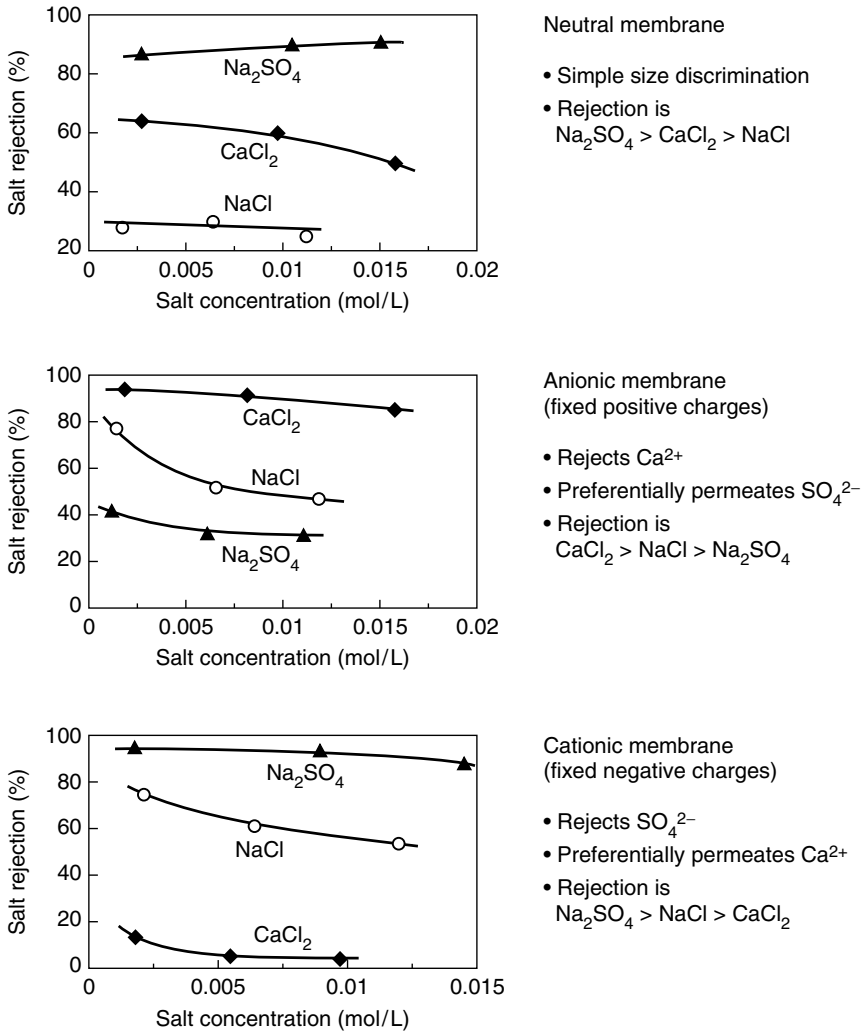 100
80
60
40
20
Salt rejection (%)
Na₂SO₄
CaCl₂
NaCl
0 0.005 0.01 0.015 0.02
Salt concentration (mol/L)
Neutral membrane
• Simple size discrimination
• Rejection is
Na₂SO₄ > CaCl₂ > NaCl
100
80
60
40
20
0
Salt rejection (%)
CaCl₂
NaCl
Na₂SO₄
0 0.005 0.01 0.015 0.02
Salt concentration (mol/L)
Anionic membrane
(fixed positive charges)
• Rejects Ca²⁺
• Preferentially permeates SO₄²⁻
• Rejection is
CaCl₂ > NaCl > Na₂SO₄
100
80
60
40
20
0
Salt rejection (%)
Na₂SO₄
NaCl
CaCl₂
0 0.005 0.01 0.015
Salt concentration (mol/L)
Cationic membrane
(fixed negative charges)
• Rejects SO₄²⁻
• Preferentially permeates Ca²⁺
• Rejection is
Na₂SO₄ > NaCl > CaCl₂